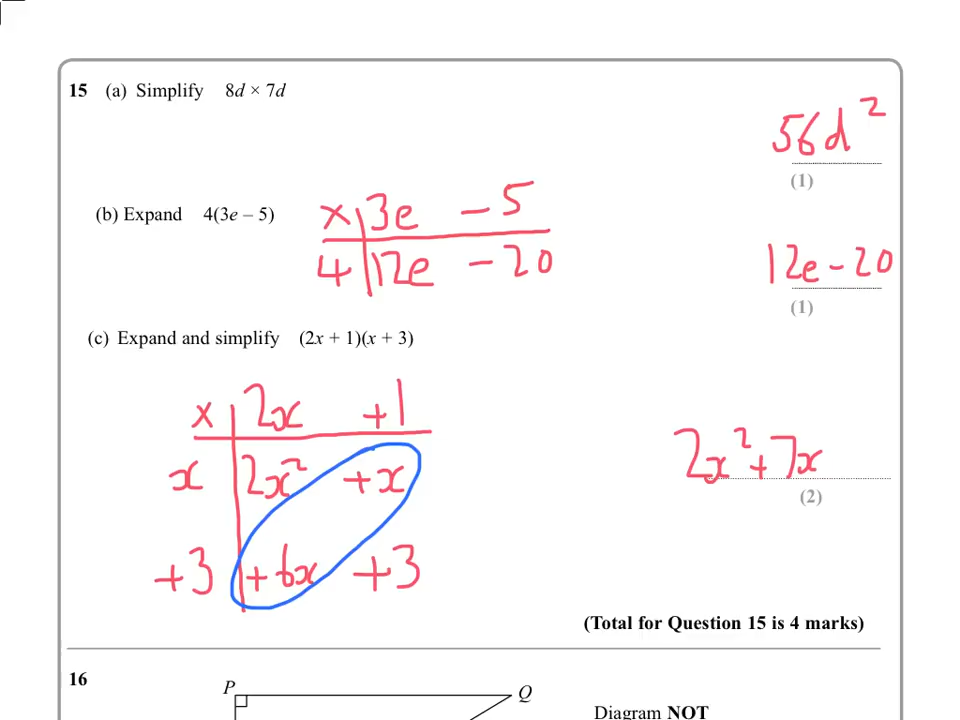 15 (a) Simplify 8d × 7d
56d²
(1)
(b) Expand 4(3e – 5)
× 3e – 5
4 12e – 20
12e – 20
(1)
(c) Expand and simplify (2x + 1)(x + 3)
× 2x +1
x 2x² +x
+3 +6x +3
2x² + 7x
(2)
(Total for Question 15 is 4 marks)
16
P
Q
Diagram NOT